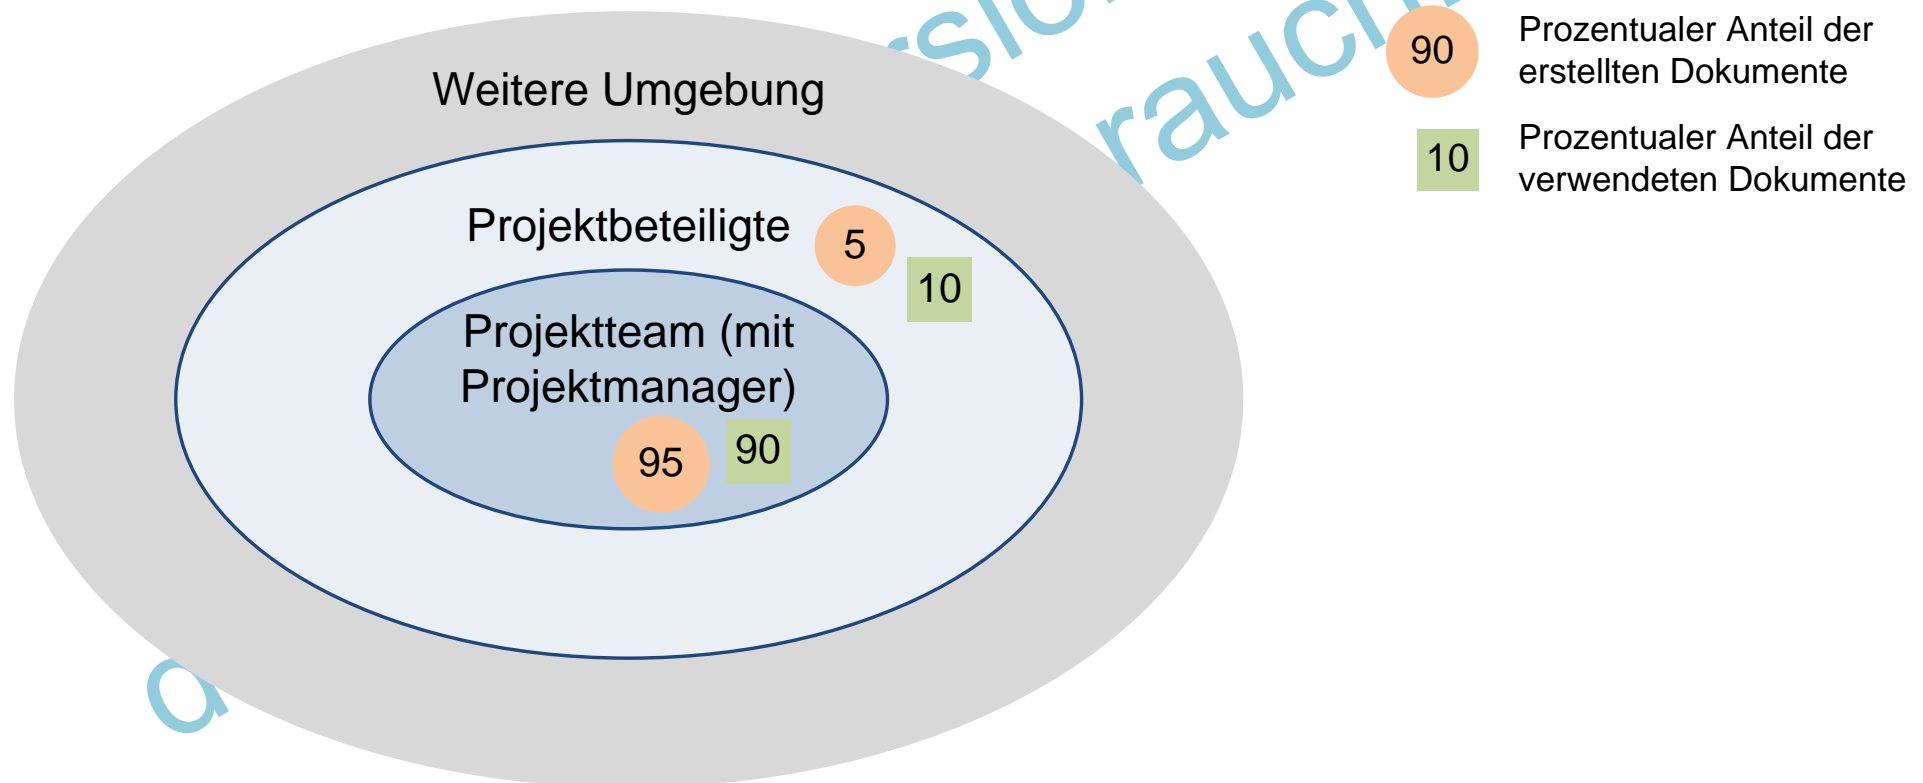 Weitere Umgebung
Projektbeteiligte
5
10
Projektteam (mit
Projektmanager)
95
90
90
Prozentualer Anteil der
erstellten Dokumente
10
Prozentualer Anteil der
verwendeten Dokumente